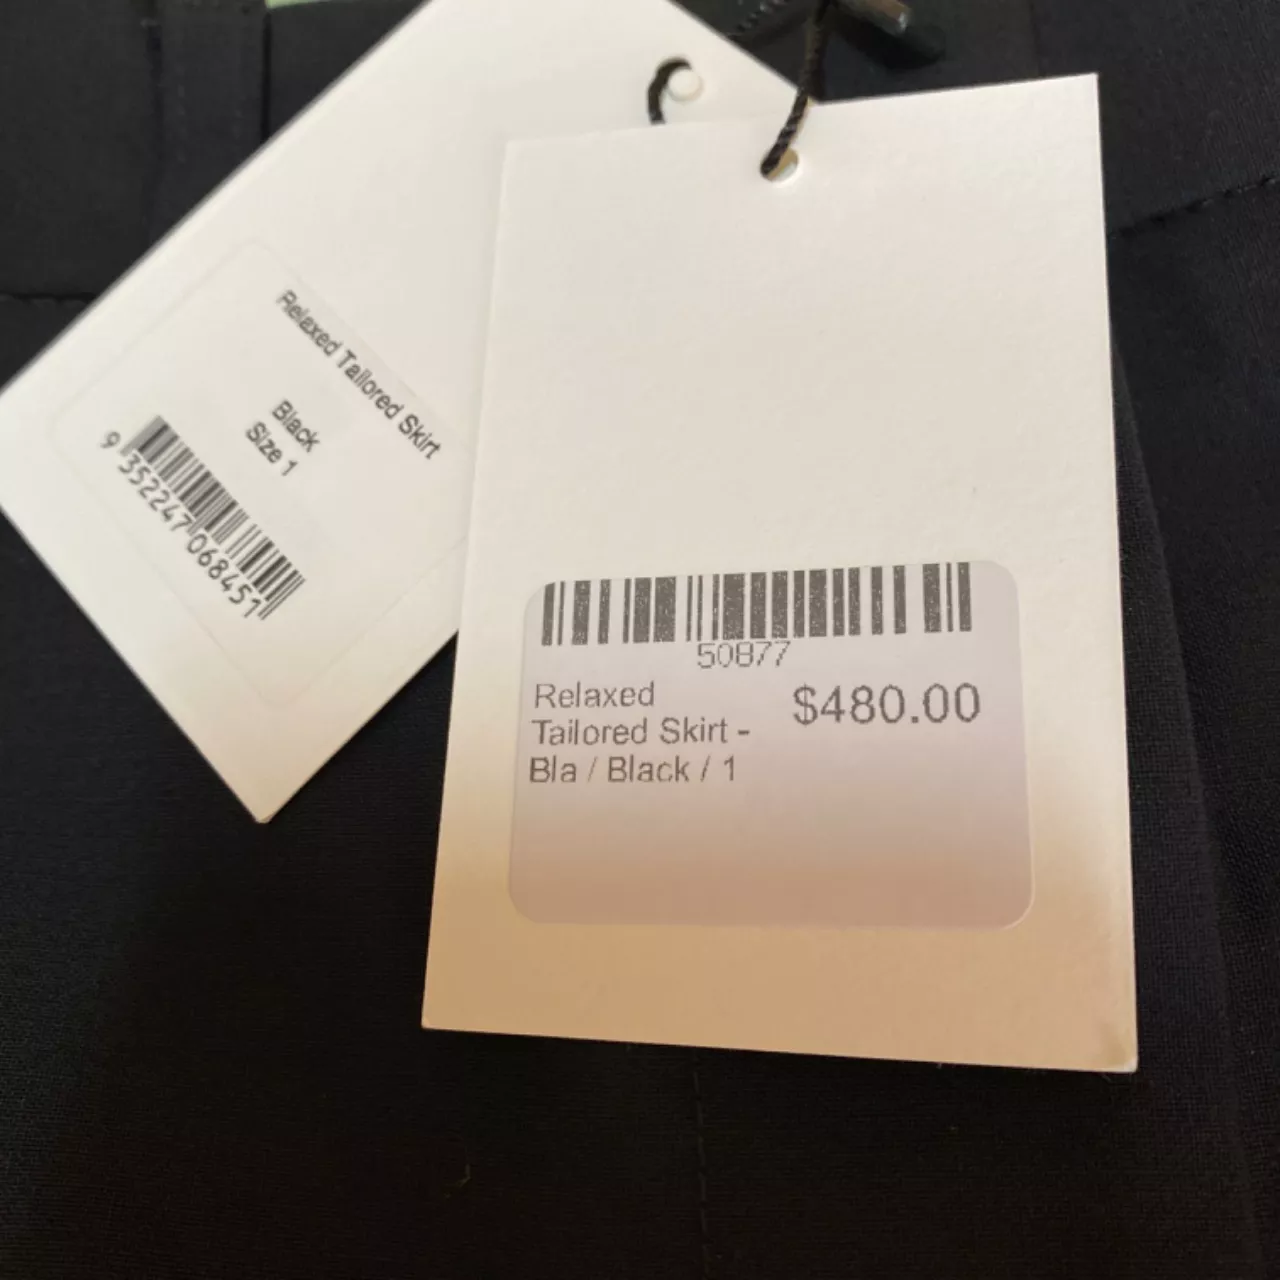 Relaxed Tailored Skirt
Black
Size 1
9 352247 068451
50877
Relaxed
Tailored Skirt -
Bla / Black / 1
$480.00